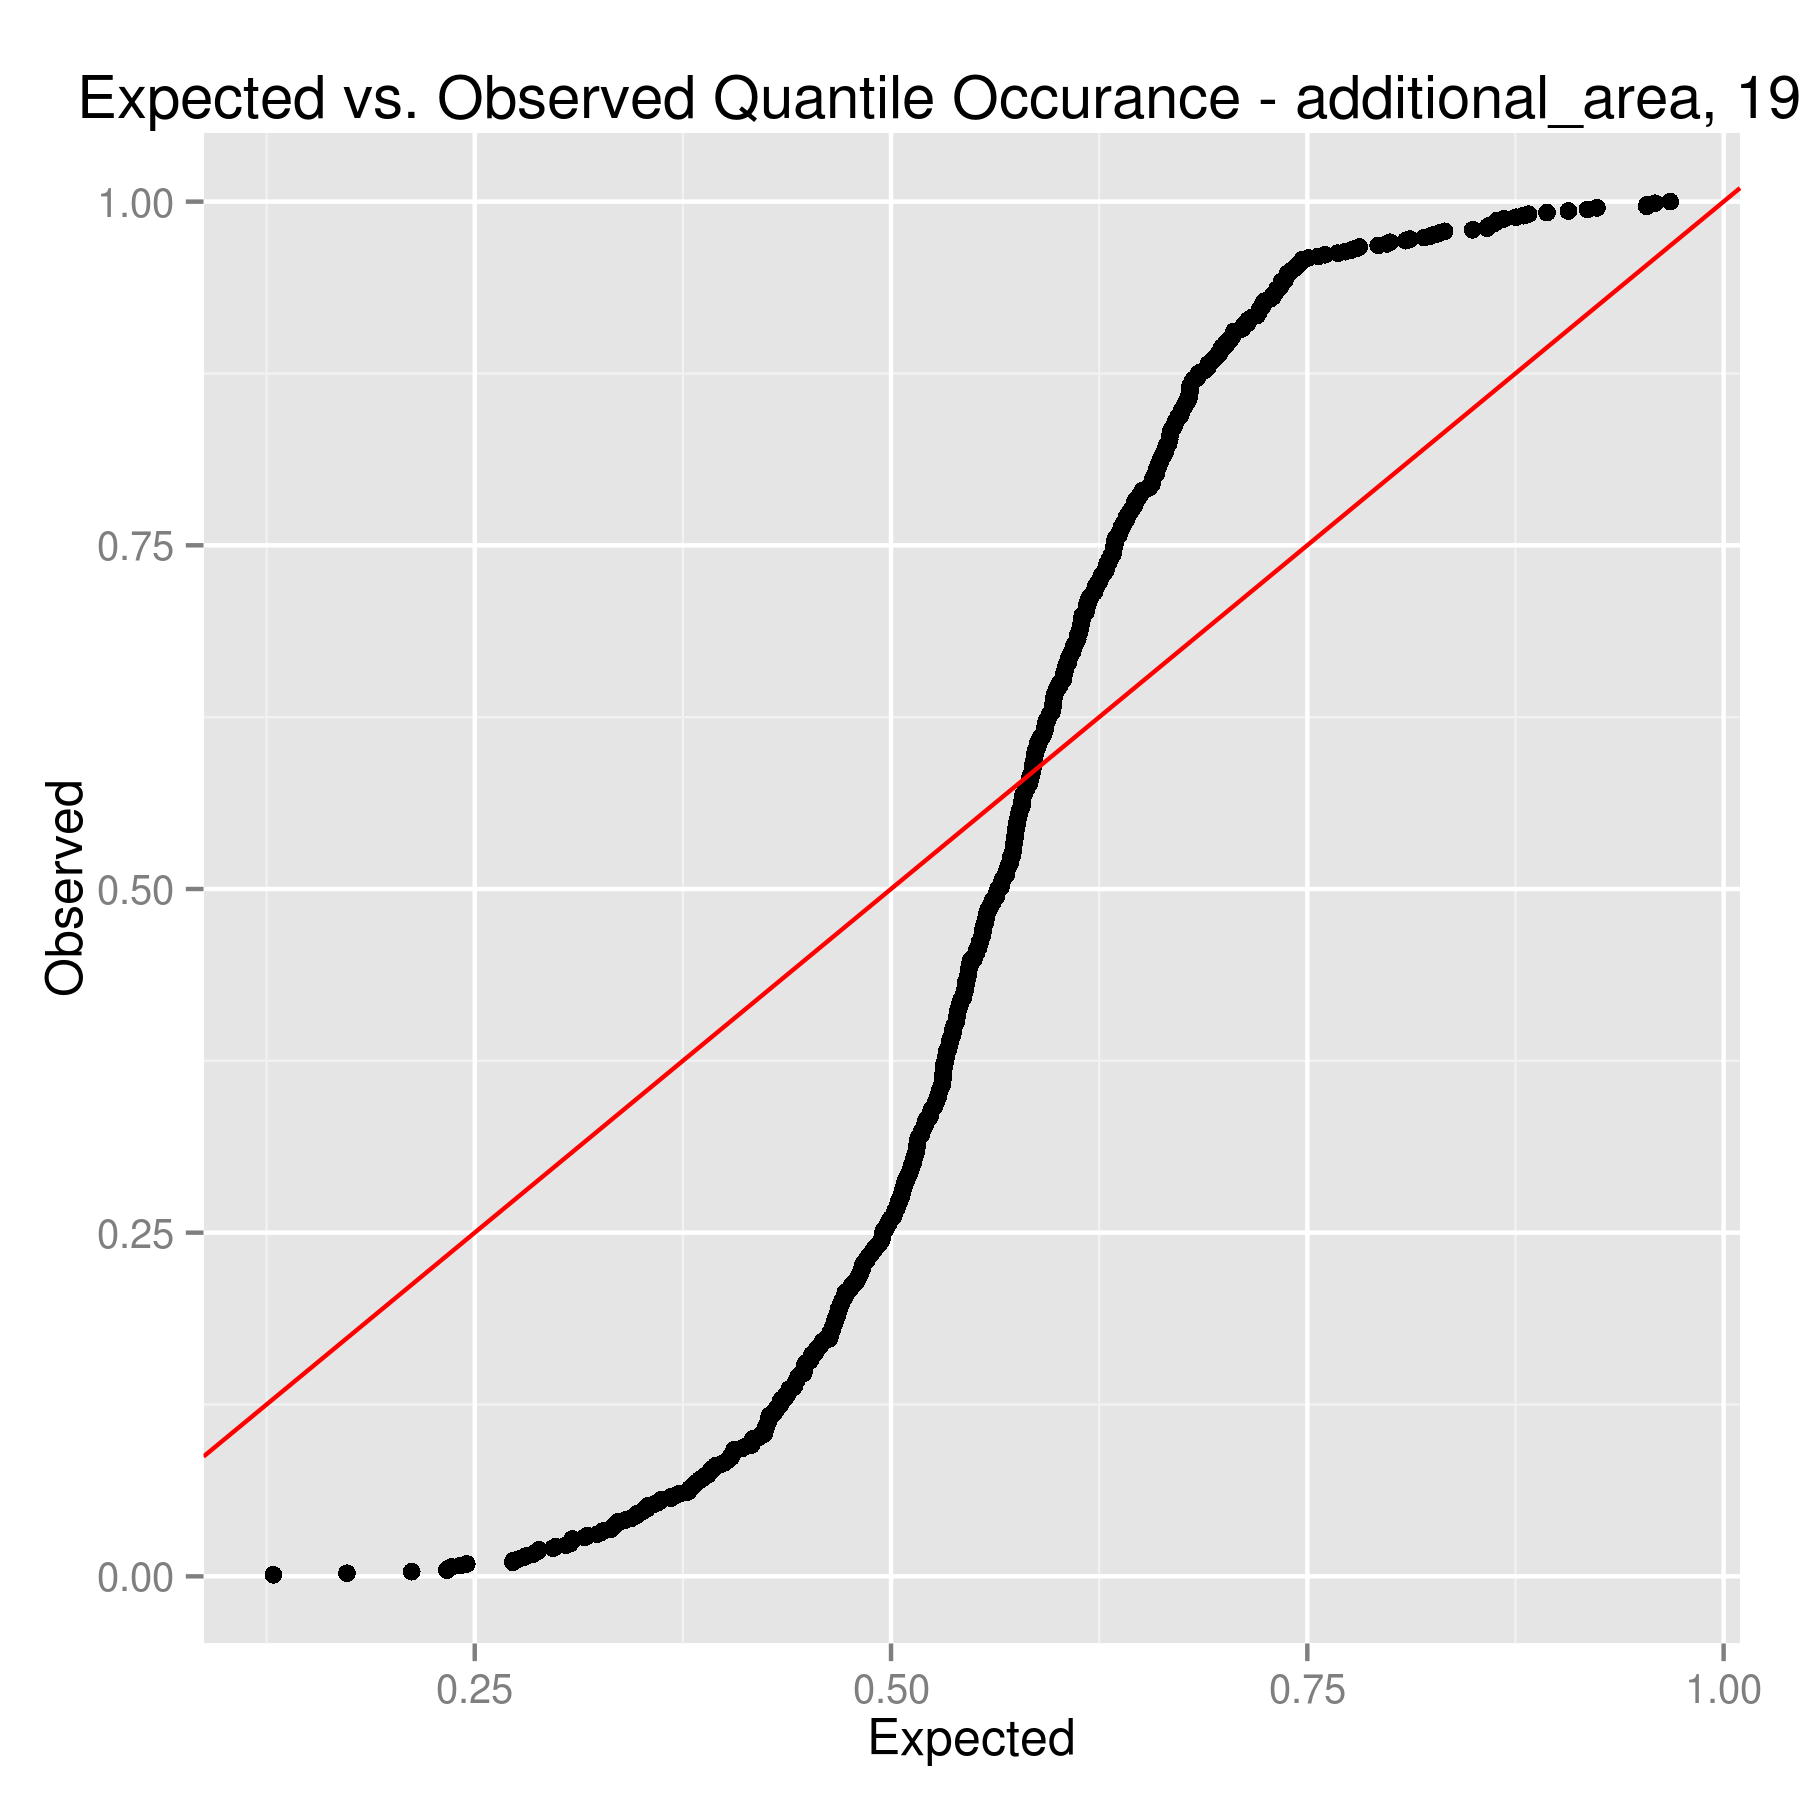 Expected vs. Observed Quantile Occurance - additional_area, 19
1.00
0.75
0.50
0.25
0.00
Observed
0.25 0.50 0.75 1.00
Expected